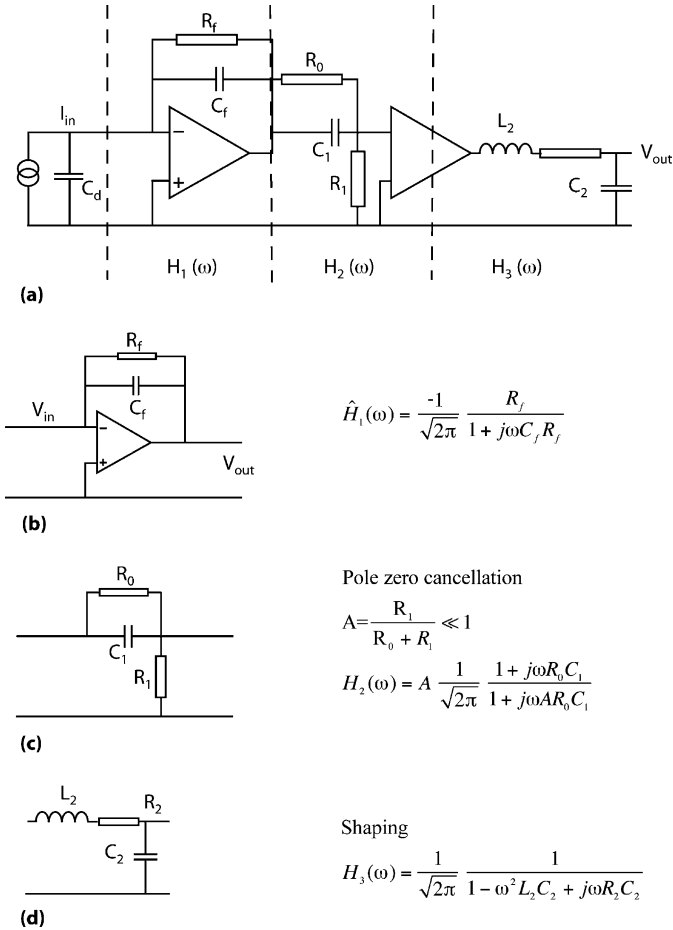 R_f
C_f
R_0
I_in
−
+
C_d
C_1
R_1
L_2
V_out
C_2
H_1 (ω)
H_2 (ω)
H_3 (ω)
(a)
R_f
C_f
V_in
−
+
V_out
Ĥ_1(ω) = -1/√2π R_f/1 + jωC_f R_f
(b)
R_0
C_1
R_1
Pole zero cancellation
A= R_1/R_0 + R_1 ≪ 1
H_2(ω) = A 1/√2π 1 + jωR_0C_1/1 + jωAR_0C_1
(c)
L_2
R_2
C_2
Shaping
H_3(ω) = 1/√2π 1/1 − ω²L_2C_2 + jωR_2C_2
(d)